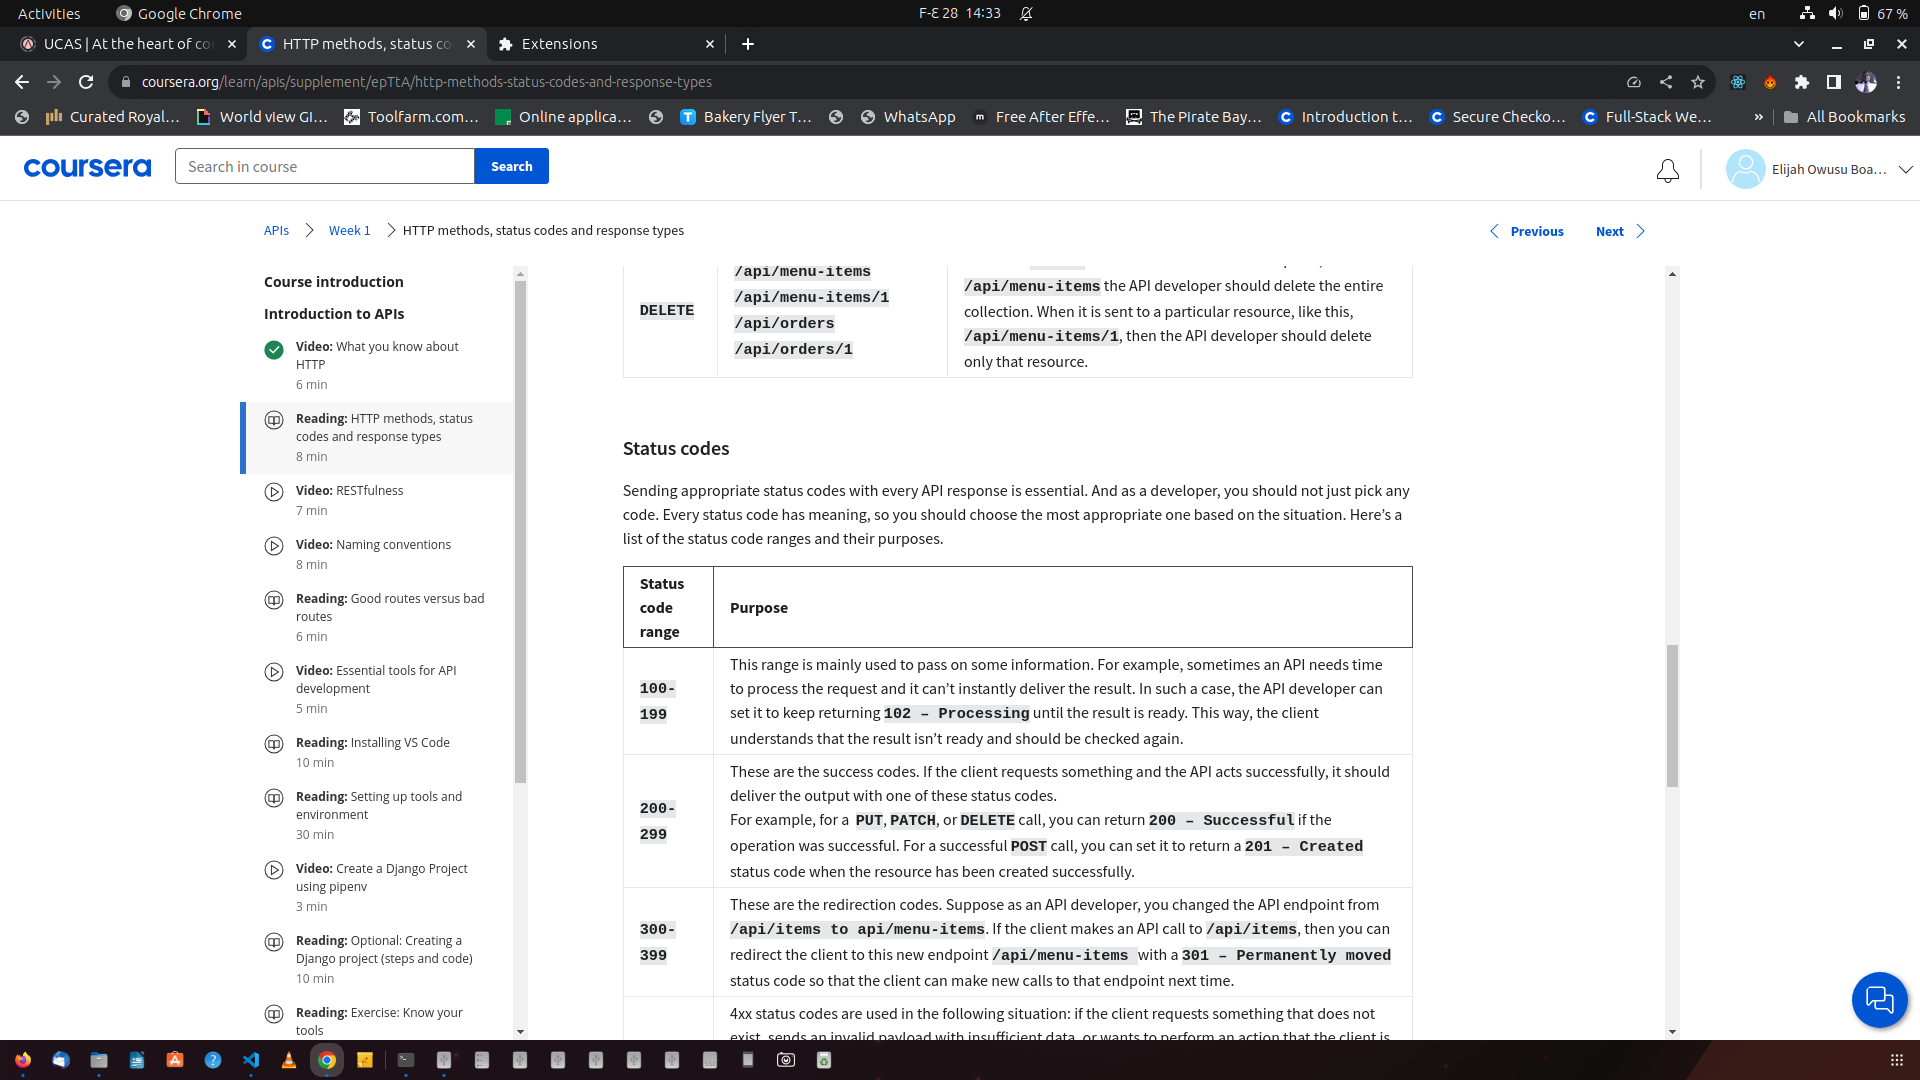 Activities
Google Chrome
F-Ɛ 28 14:33
en
67 %
UCAS | At the heart of co
HTTP methods, status co
Extensions
coursera.org/learn/apis/supplement/epTtA/http-methods-status-codes-and-response-types
Curated Royal…
World view GI…
Toolfarm.com…
Online applica…
Bakery Flyer T…
WhatsApp
Free After Effe…
The Pirate Bay…
Introduction t…
Secure Checko…
Full-Stack We…
»
All Bookmarks
coursera
Search in course
Search
Elijah Owusu Boa…
APIs
Week 1
HTTP methods, status codes and response types
Previous
Next
Course introduction
Introduction to APIs
Video: What you know about
HTTP
6 min
Reading: HTTP methods, status
codes and response types
8 min
Video: RESTfulness
7 min
Video: Naming conventions
8 min
Reading: Good routes versus bad
routes
6 min
Video: Essential tools for API
development
5 min
Reading: Installing VS Code
10 min
Reading: Setting up tools and
environment
30 min
Video: Create a Django Project
using pipenv
3 min
Reading: Optional: Creating a
Django project (steps and code)
10 min
Reading: Exercise: Know your
tools
DELETE
/api/menu-items
/api/menu-items/1
/api/orders
/api/orders/1
/api/menu-items the API developer should delete the entire
collection. When it is sent to a particular resource, like this,
/api/menu-items/1, then the API developer should delete
only that resource.
Status codes
Sending appropriate status codes with every API response is essential. And as a developer, you should not just pick any
code. Every status code has meaning, so you should choose the most appropriate one based on the situation. Here’s a
list of the status code ranges and their purposes.
Status
code
range
Purpose
100-
199
This range is mainly used to pass on some information. For example, sometimes an API needs time
to process the request and it can’t instantly deliver the result. In such a case, the API developer can
set it to keep returning 102 – Processing until the result is ready. This way, the client
understands that the result isn’t ready and should be checked again.
200-
299
These are the success codes. If the client requests something and the API acts successfully, it should
deliver the output with one of these status codes.
For example, for a PUT, PATCH, or DELETE call, you can return 200 – Successful if the
operation was successful. For a successful POST call, you can set it to return a 201 – Created
status code when the resource has been created successfully.
300-
399
These are the redirection codes. Suppose as an API developer, you changed the API endpoint from
/api/items to api/menu-items. If the client makes an API call to /api/items, then you can
redirect the client to this new endpoint /api/menu-items with a 301 – Permanently moved
status code so that the client can make new calls to that endpoint next time.
4xx status codes are used in the following situation: if the client requests something that does not
exist, sends an invalid payload with insufficient data, or wants to perform an action that the client is